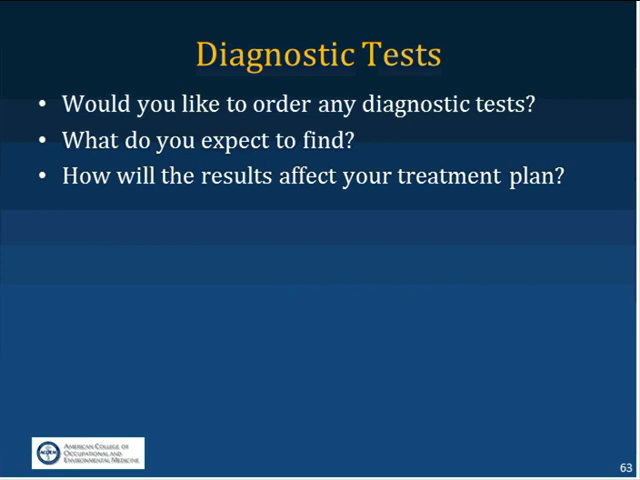 Diagnostic Tests
• Would you like to order any diagnostic tests?
• What do you expect to find?
• How will the results affect your treatment plan?
AMERICAN COLLEGE OF
OCCUPATIONAL AND
ENVIRONMENTAL MEDICINE
63